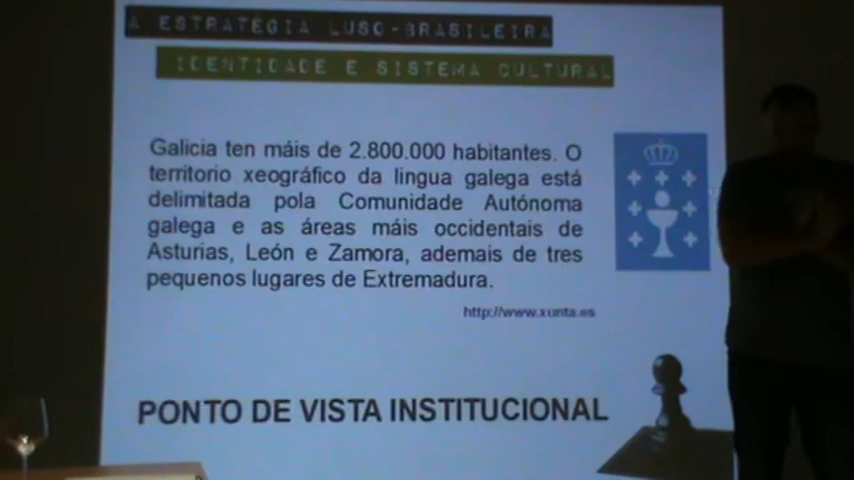 A ESTRATÉGIA LUSO-BRASILEIRA
IDENTIDADE E SISTEMA CULTURAL
Galicia ten máis de 2.800.000 habitantes. O
territorio xeográfico da lingua galega está
delimitada pola Comunidade Autónoma
galega e as áreas máis occidentais de
Asturias, León e Zamora, ademais de tres
pequenos lugares de Extremadura.
http://www.xunta.es
PONTO DE VISTA INSTITUCIONAL